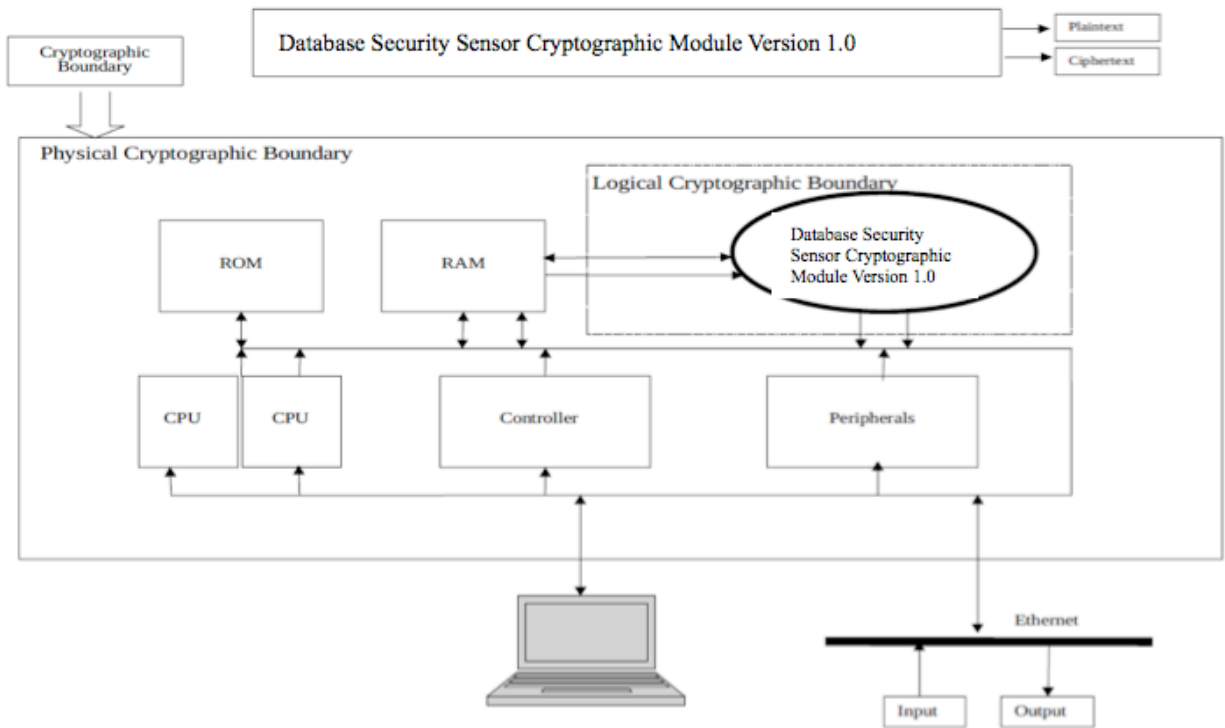 Cryptographic
Boundary
Database Security Sensor Cryptographic Module Version 1.0
Plaintext
Ciphertext
Physical Cryptographic Boundary
Logical Cryptographic Boundary
ROM
RAM
Database Security
Sensor Cryptographic
Module Version 1.0
CPU
CPU
Controller
Peripherals
Ethernet
Input
Output